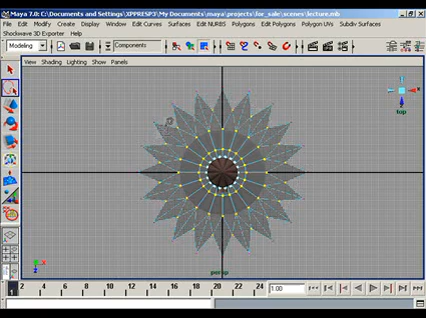 Maya 7.0: C:\Documents and Settings\XPPRESP3\My Documents\maya\projects\for_sale\scenes\lecture.mb
File Edit Modify Create Display Window Edit Curves Surfaces Edit NURBS Polygons Edit Polygons Polygon UVs Subdiv Surfaces
Shockwave 3D Exporter Help
Modeling Components
View Shading Lighting Show Panels
top
persp
2 4 6 8 10 12 14 16 18 20 22 24 1.00
1